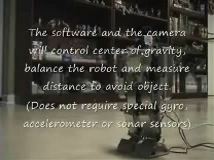 The software and the camera
will control center of gravity,
balance the robot and measure
distance to avoid object.
(Does not require special gyro,
accelerometer or sonar sensors)